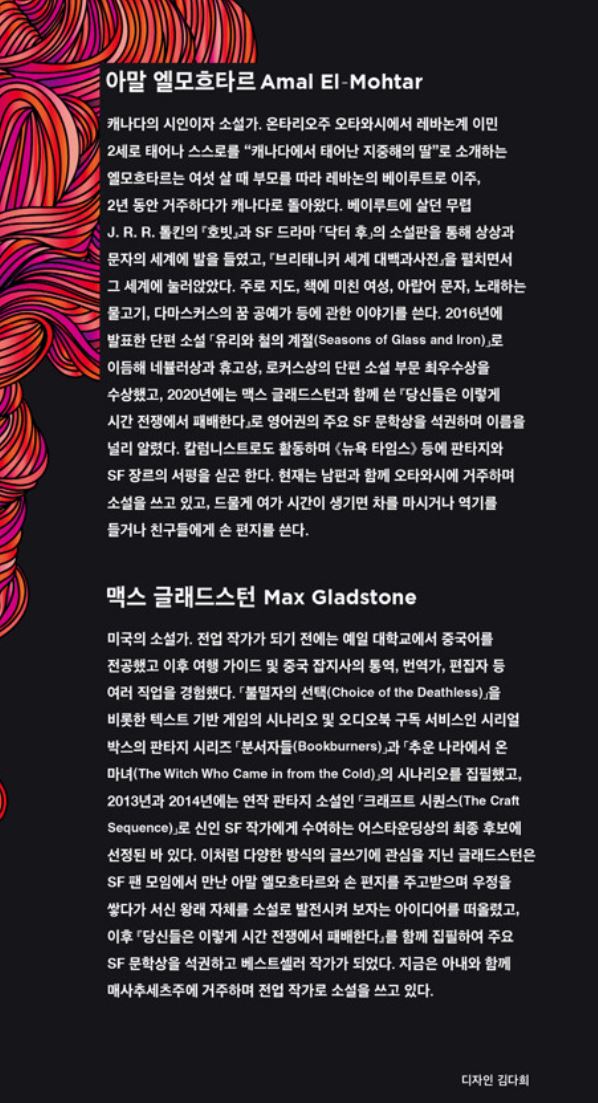 아말 엘모흐타르 Amal El-Mohtar
캐나다의 시인이자 소설가. 온타리오주 오타와시에서 레바논계 이민
2세로 태어나 스스로를 “캐나다에서 태어난 지중해의 딸”로 소개하는
엘모흐타르는 여섯 살 때 부모를 따라 레바논의 베이루트로 이주,
2년 동안 거주하다가 캐나다로 돌아왔다. 베이루트에 살던 무렵
J. R. R. 톨킨의 『호빗』과 SF 드라마 「닥터 후」의 소설판을 통해 상상과
문자의 세계에 발을 들였고, 『브리태니커 세계 대백과사전』을 펼치면서
그 세계에 눌러앉았다. 주로 지도, 책에 미친 여성, 아랍어 문자, 노래하는
물고기, 다마스커스의 꿈 공예가 등에 관한 이야기를 쓴다. 2016년에
발표한 단편 소설 「유리와 철의 계절(Seasons of Glass and Iron)」로
이듬해 네뷸러상과 휴고상, 로커스상의 단편 소설 부문 최우수상을
수상했고, 2020년에는 맥스 글래드스턴과 함께 쓴 『당신들은 이렇게
시간 전쟁에서 패배한다』로 영어권의 주요 SF 문학상을 석권하며 이름을
널리 알렸다. 칼럼니스트로도 활동하며 《뉴욕 타임스》 등에 판타지와
SF 장르의 서평을 싣곤 한다. 현재는 남편과 함께 오타와시에 거주하며
소설을 쓰고 있고, 드물게 여가 시간이 생기면 차를 마시거나 역기를
들거나 친구들에게 손 편지를 쓴다.
맥스 글래드스턴 Max Gladstone
미국의 소설가. 전업 작가가 되기 전에는 예일 대학교에서 중국어를
전공했고 이후 여행 가이드 및 중국 잡지사의 통역, 번역가, 편집자 등
여러 직업을 경험했다. 「불멸자의 선택(Choice of the Deathless)」을
비롯한 텍스트 기반 게임의 시나리오 및 오디오북 구독 서비스인 시리얼
박스의 판타지 시리즈 「분서자들(Bookburners)」과 「추운 나라에서 온
마녀(The Witch Who Came in from the Cold)」의 시나리오를 집필했고,
2013년과 2014년에는 연작 판타지 소설인 「크래프트 시퀀스(The Craft
Sequence)」로 신인 SF 작가에게 수여하는 어스타운딩상의 최종 후보에
선정된 바 있다. 이처럼 다양한 방식의 글쓰기에 관심을 지닌 글래드스턴은
SF 팬 모임에서 만난 아말 엘모흐타르와 손 편지를 주고받으며 우정을
쌓다가 서신 왕래 자체를 소설로 발전시켜 보자는 아이디어를 떠올렸고,
이후 『당신들은 이렇게 시간 전쟁에서 패배한다』를 함께 집필하여 주요
SF 문학상을 석권하고 베스트셀러 작가가 되었다. 지금은 아내와 함께
매사추세츠주에 거주하며 전업 작가로 소설을 쓰고 있다.
디자인 김다희